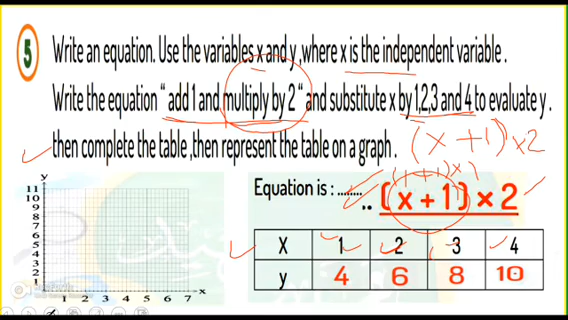 5
Write an equation. Use the variables x and y ,where x is the independent variable .
Write the equation “ add 1 and multiply by 2 “ and substitute x by 1,2,3 and 4 to evaluate y .
then complete the table ,then represent the table on a graph .
(x +1) x2
Equation is : ........
.. (x + 1) × 2
X 1 2 3 4
y 4 6 8 10
y
11
10
9
8
7
6
5
4
3
2
1
1 2 3 4 5 6 7 x